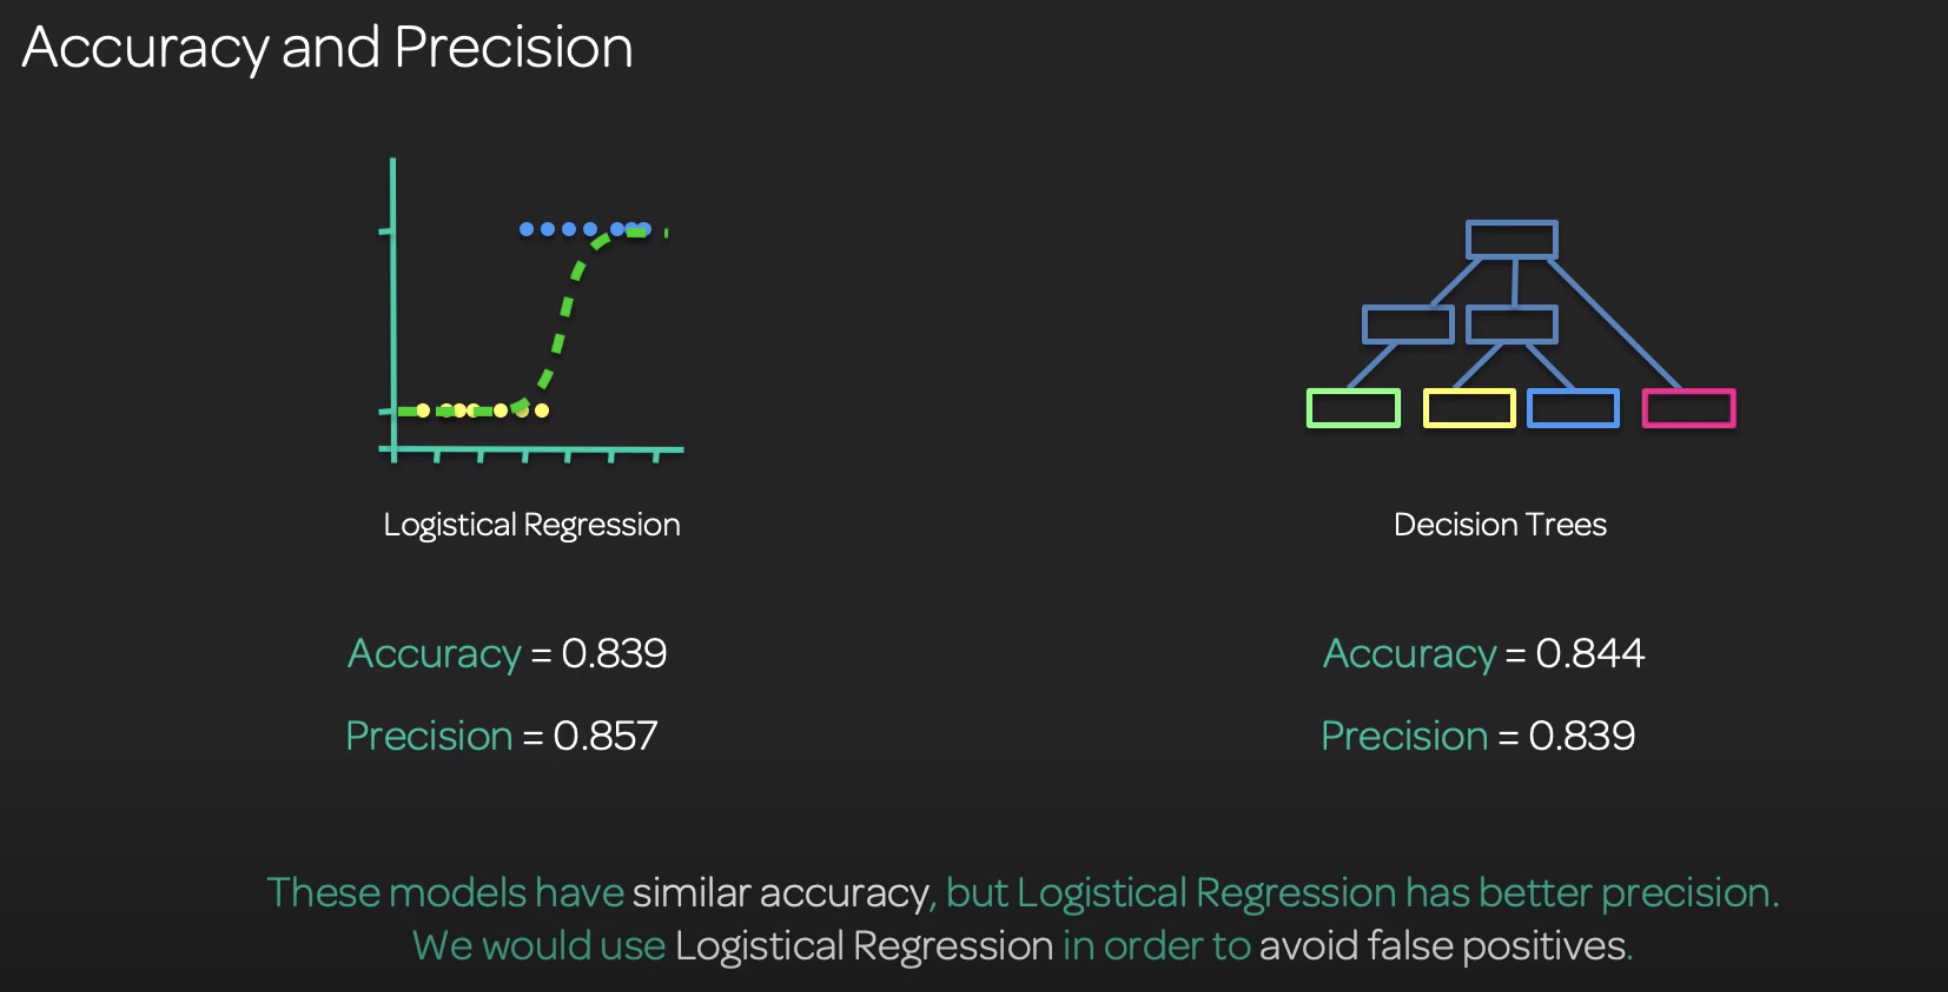 Accuracy and Precision
Logistical Regression
Decision Trees
Accuracy = 0.839
Accuracy = 0.844
Precision = 0.857
Precision = 0.839
These models have similar accuracy, but Logistical Regression has better precision.
We would use Logistical Regression in order to avoid false positives.